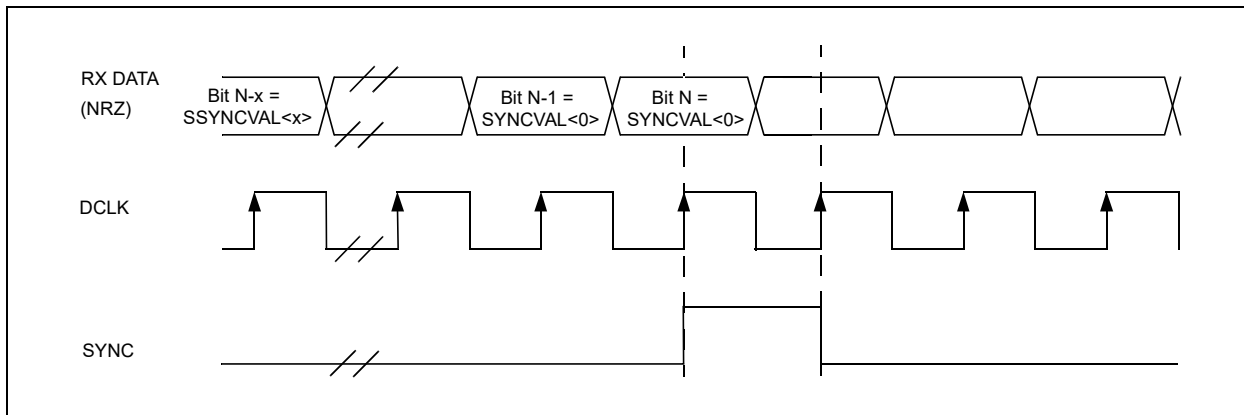 RX DATA
(NRZ)
Bit N-x =
SSYNCVAL<x>
Bit N-1 =
SYNCVAL<0>
Bit N =
SYNCVAL<0>
DCLK
SYNC